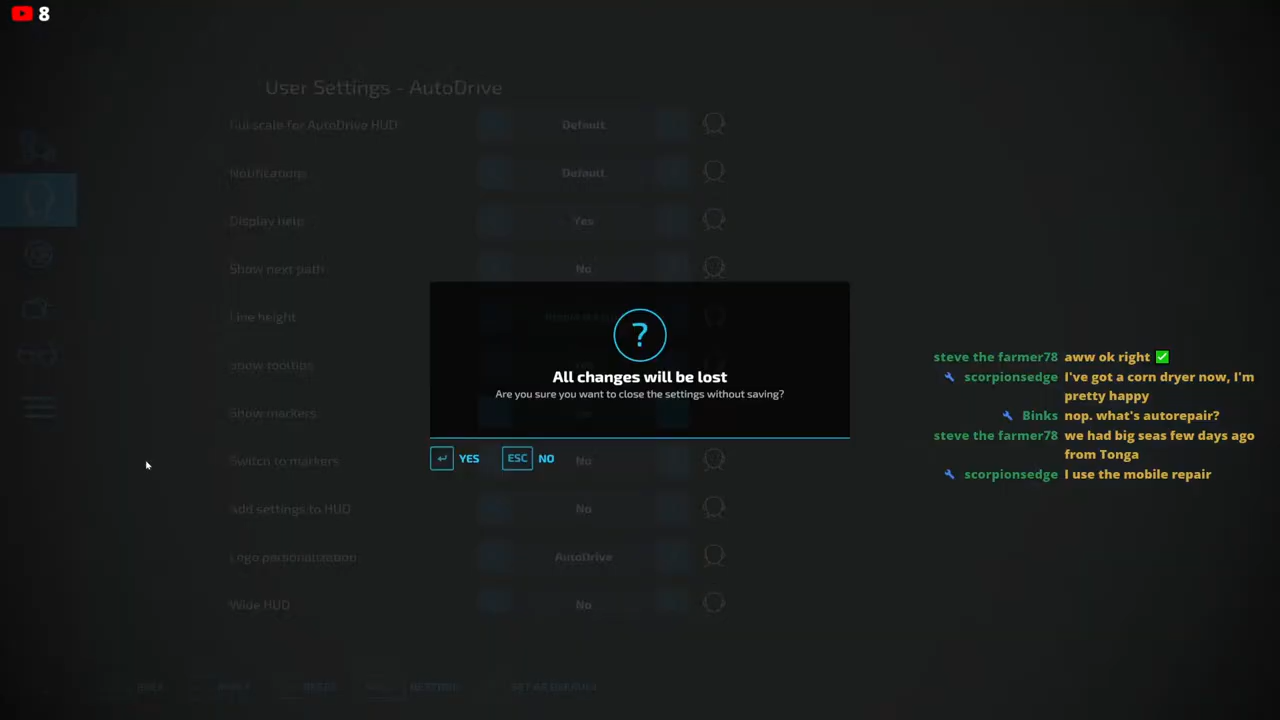 8
User Settings - AutoDrive
Gui scale for AutoDrive HUD Default
Notifications Default
Display help Yes
Show next path No
Line height
Show tooltips
Show markers
Switch to markers No
Add settings to HUD No
Logo personalization AutoDrive
Wide HUD No
?
All changes will be lost
Are you sure you want to close the settings without saving?
YES ESC NO
steve the farmer78 aww ok right ✅
scorpionsedge I've got a corn dryer now, I'm
pretty happy
Binks nop. what's autorepair?
steve the farmer78 we had big seas few days ago
from Tonga
scorpionsedge I use the mobile repair
BACK